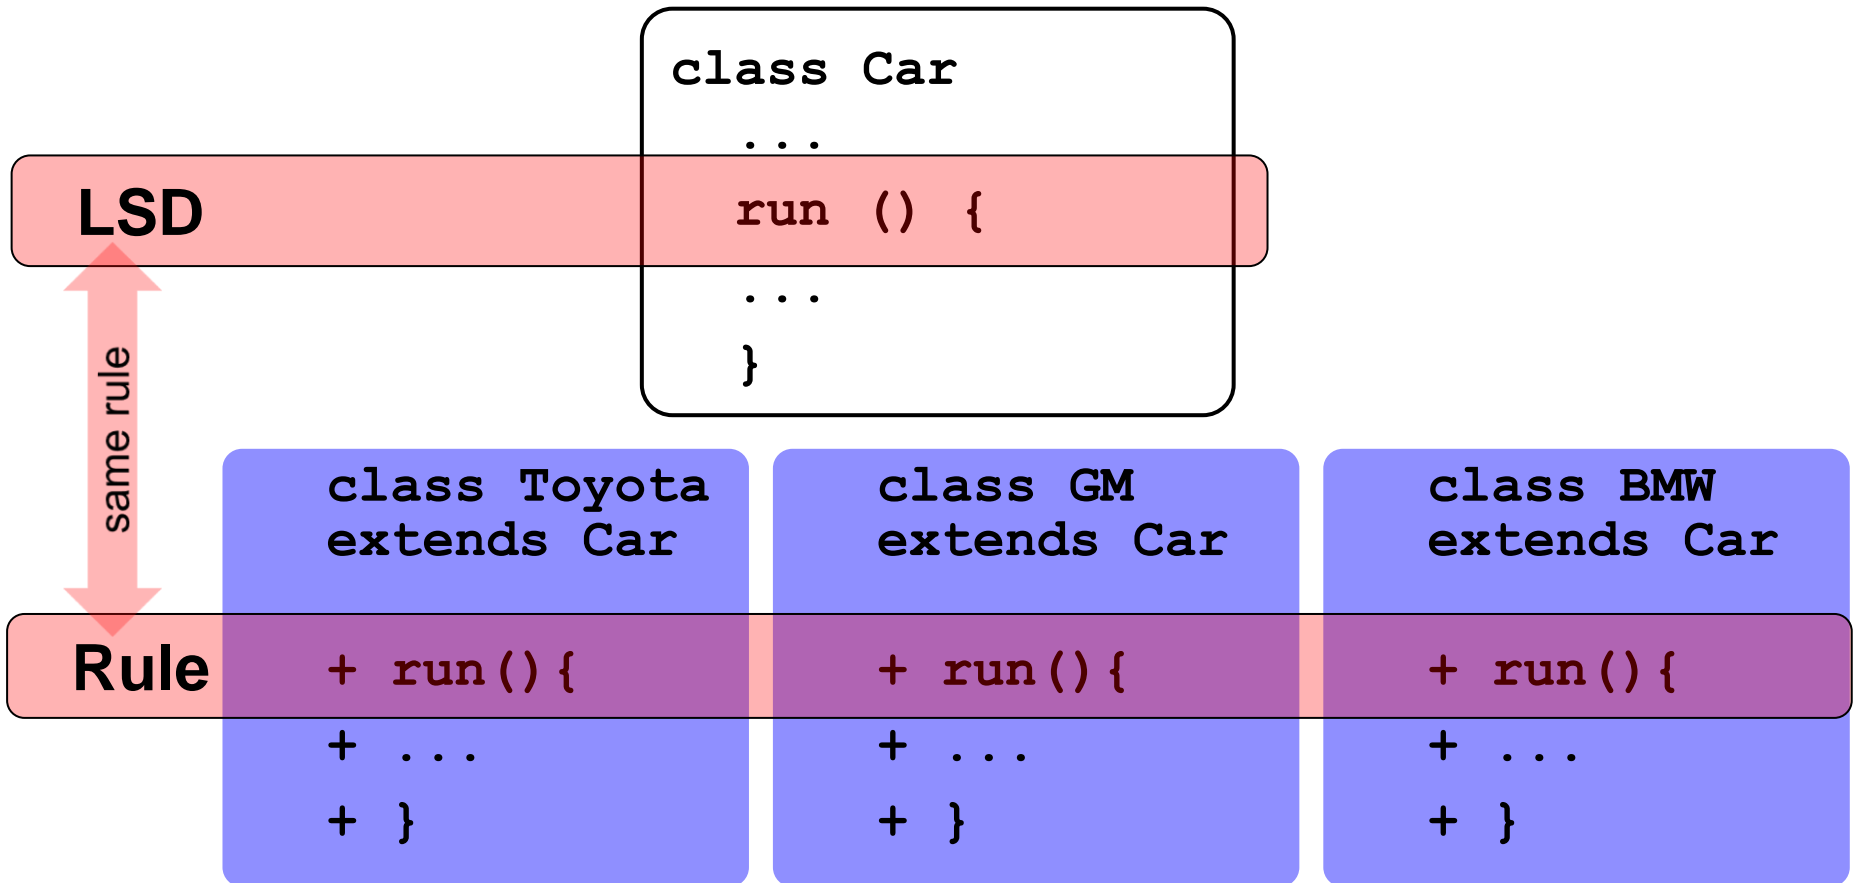 class Car
...
LSD
run () {
...
}
same rule
class Toyota
extends Car
class GM
extends Car
class BMW
extends Car
Rule
+ run(){
+ ...
+ }
+ run(){
+ ...
+ }
+ run(){
+ ...
+ }